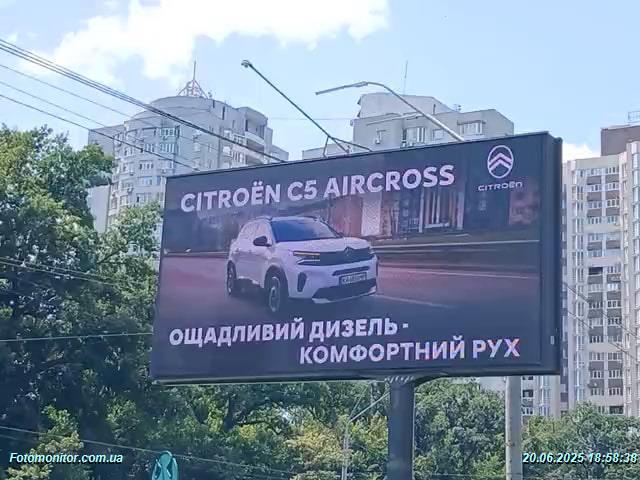 CITROËN C5 AIRCROSS
CITROËN
ОЩАДЛИВИЙ ДИЗЕЛЬ-
КОМФОРТНИЙ РУХ
Fotomonitor.com.ua
20.06.2025 18:58:38